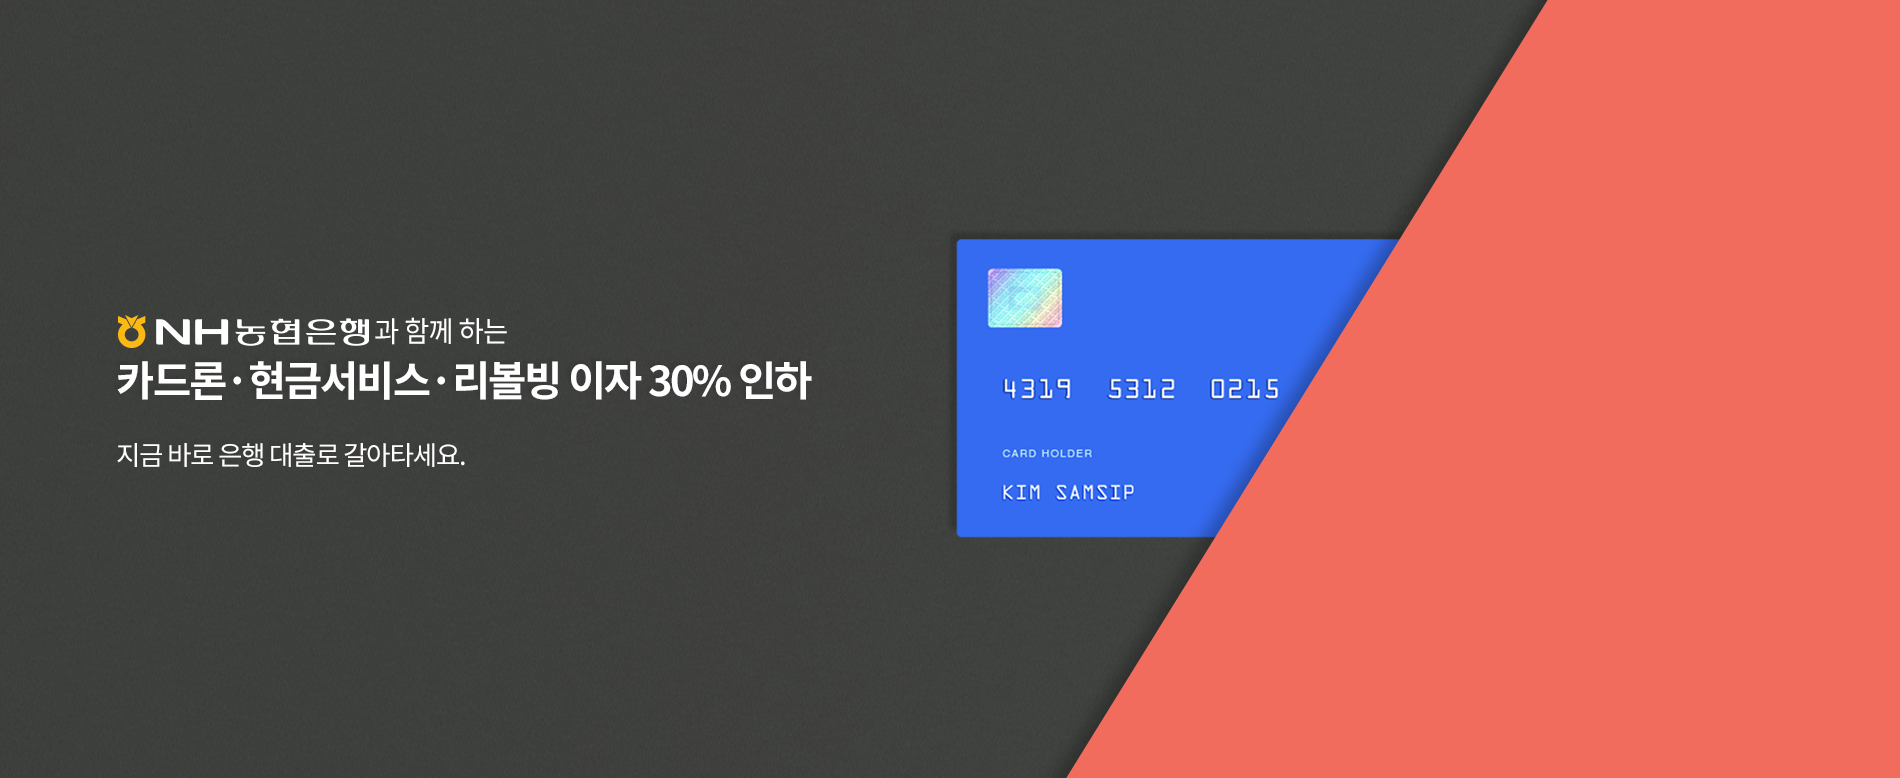 NH농협은행과 함께 하는
카드론·현금서비스·리볼빙 이자 30% 인하
지금 바로 은행 대출로 갈아타세요.
4319 5312 0215
CARD HOLDER
KIM SAMSIP